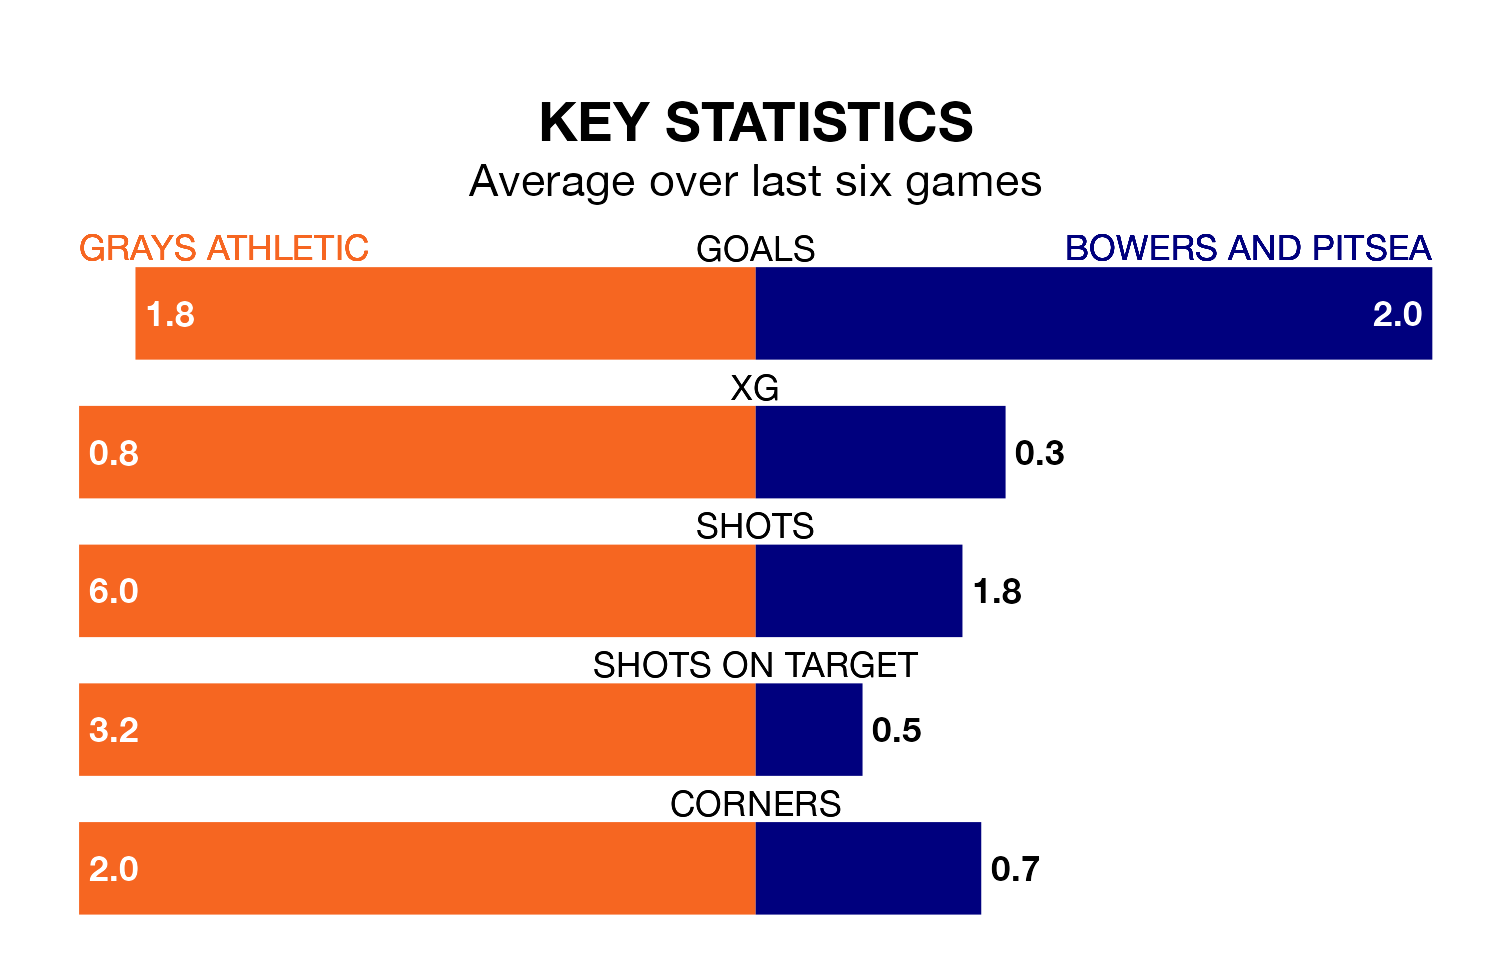 KEY STATISTICS
Average over last six games
GRAYS ATHLETIC GOALS BOWERS AND PITSEA
1.8 2.0
XG
0.8 0.3
SHOTS
6.0 1.8
SHOTS ON TARGET
3.2 0.5
CORNERS
2.0 0.7